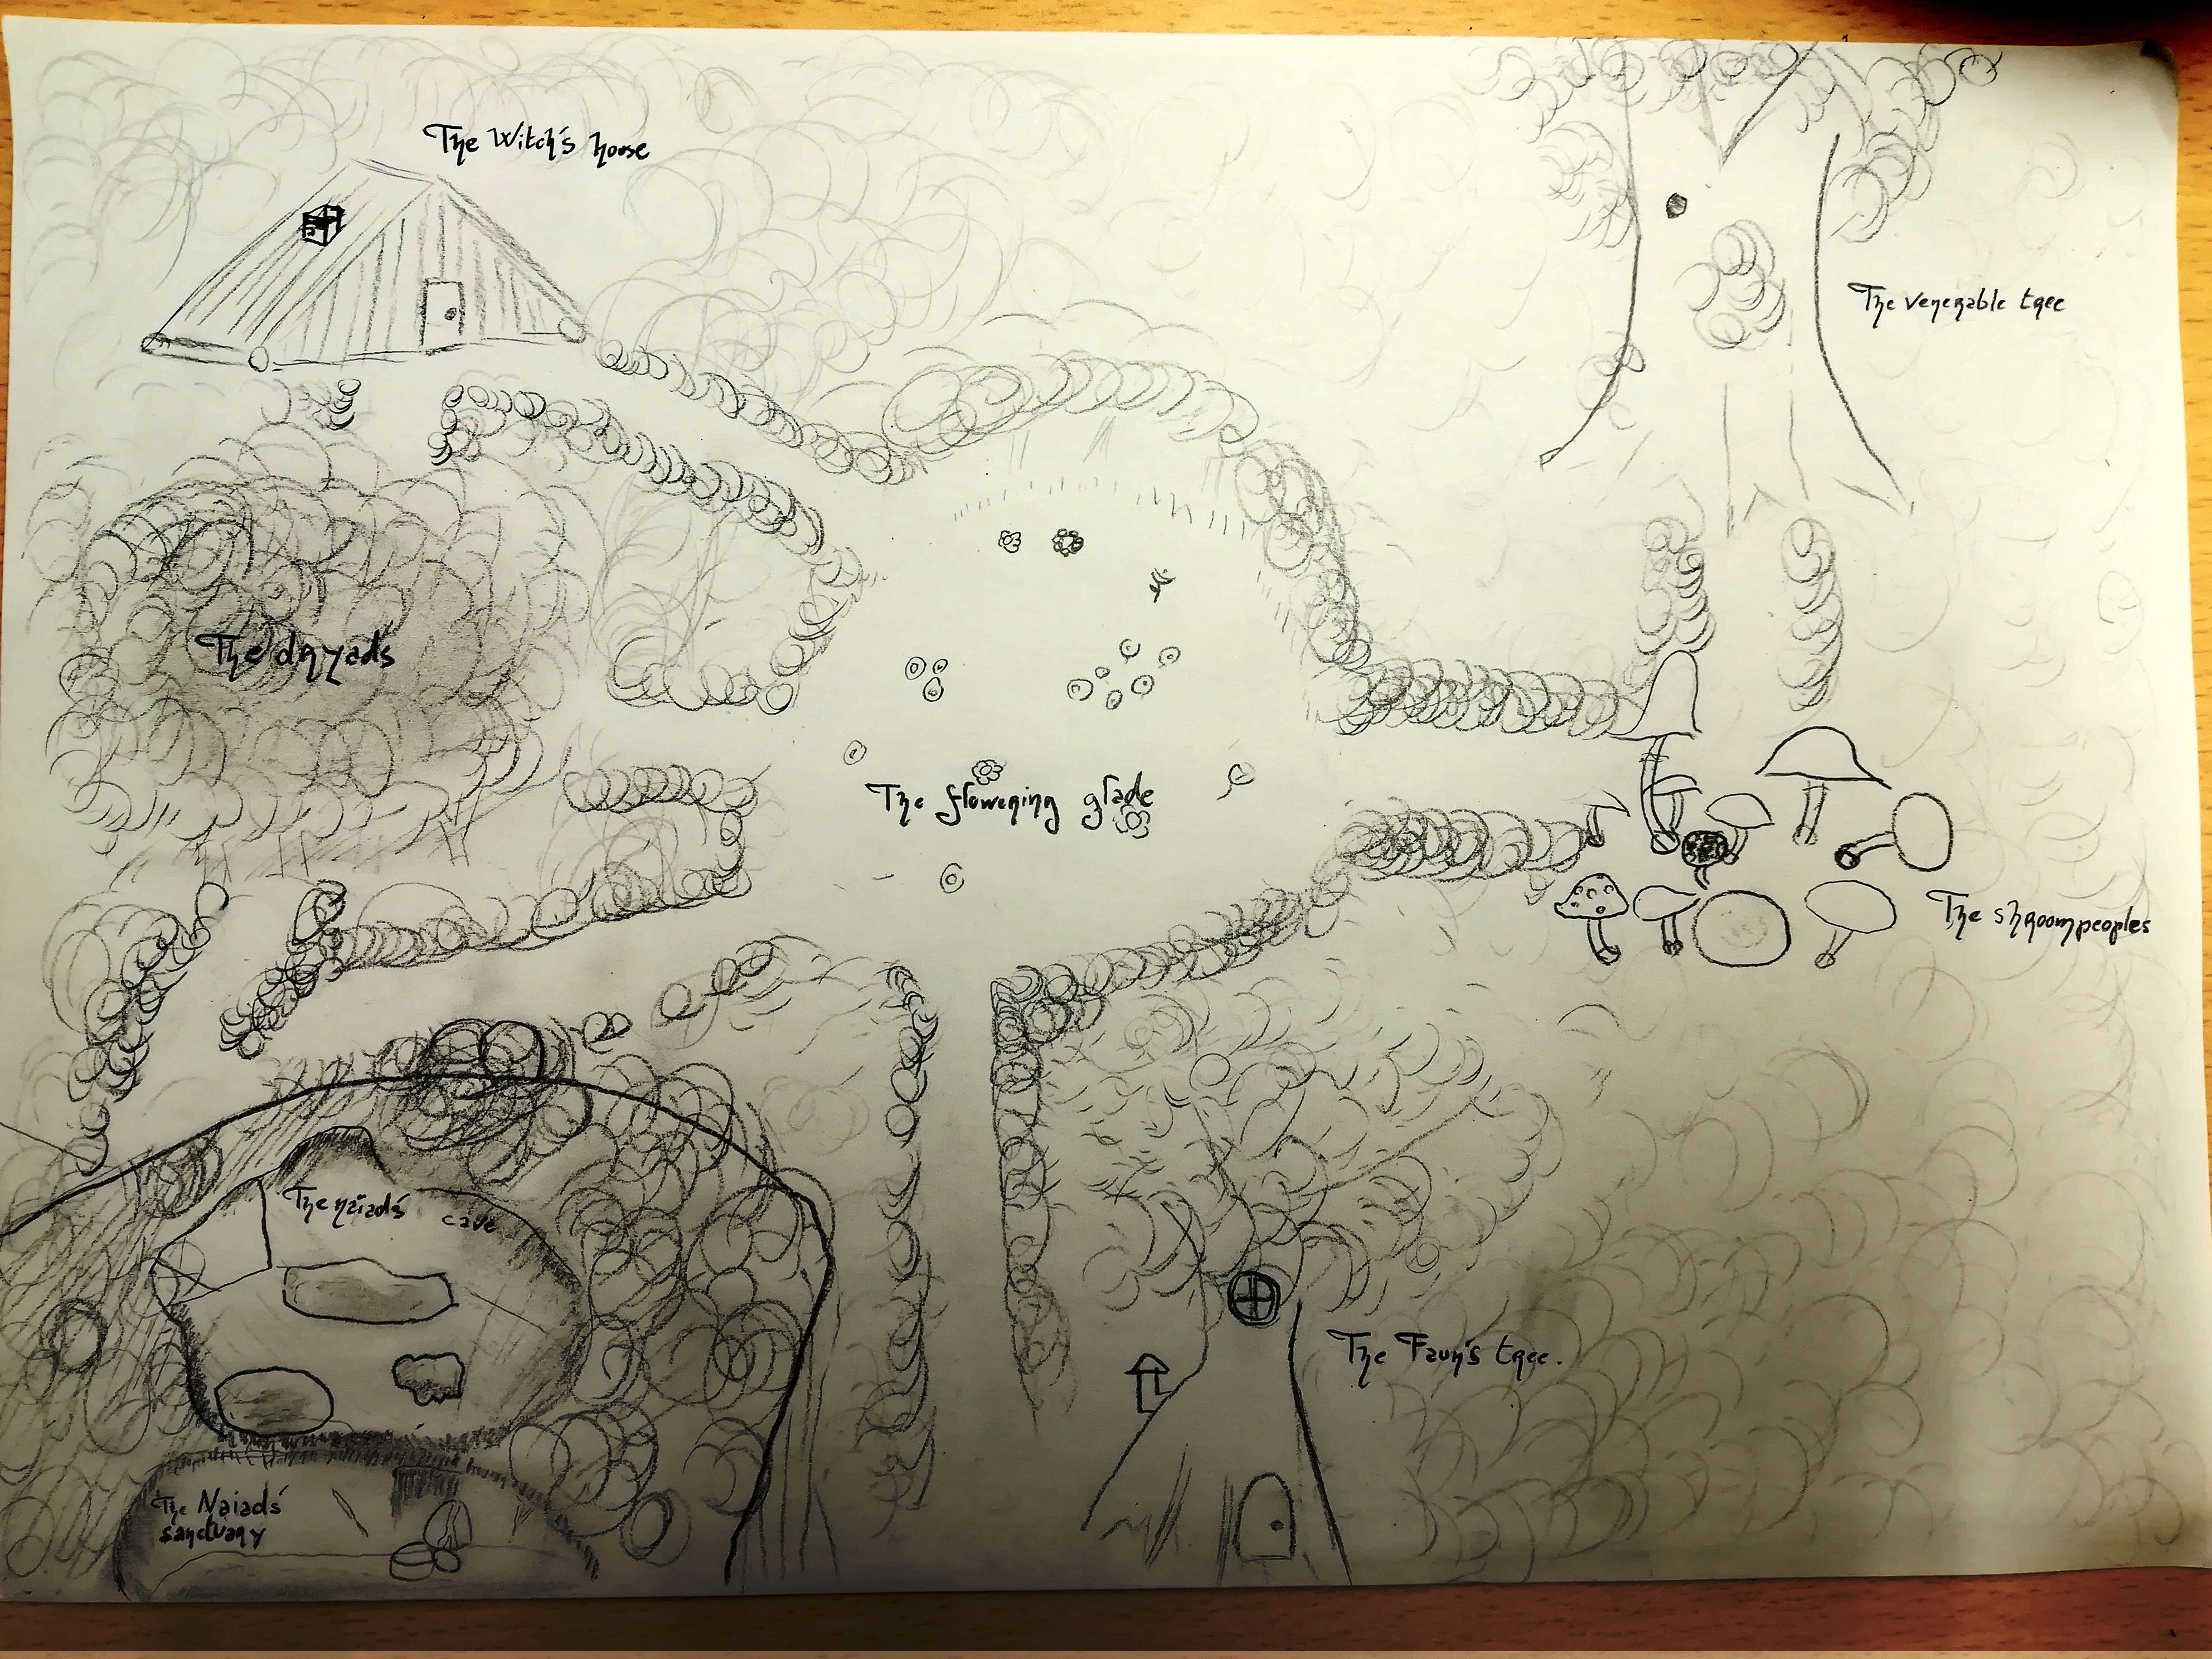 The Witch's house
The venerable tree
The dryads
The flowering glade
The shroompeoples
The naïads' cave
The Faun's tree.
The Naiads'
sanctuary